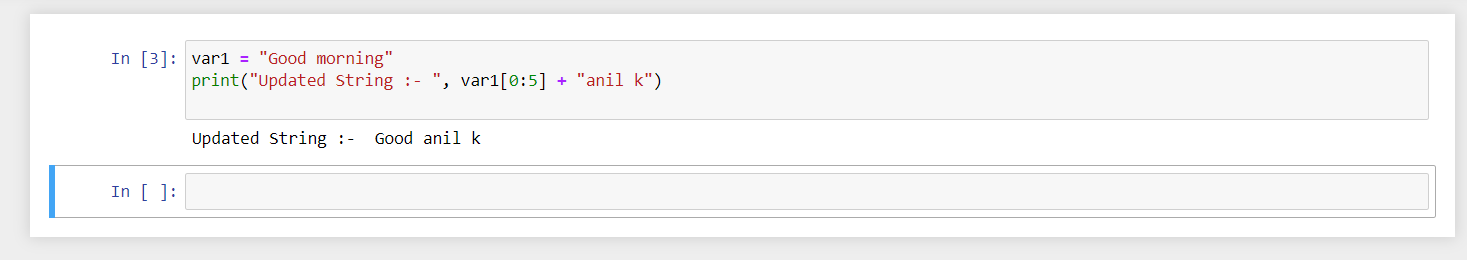 In [3]: var1 = "Good morning"
print("Updated String :- ", var1[0:5] + "anil k")
Updated String :-  Good anil k
In [ ]: